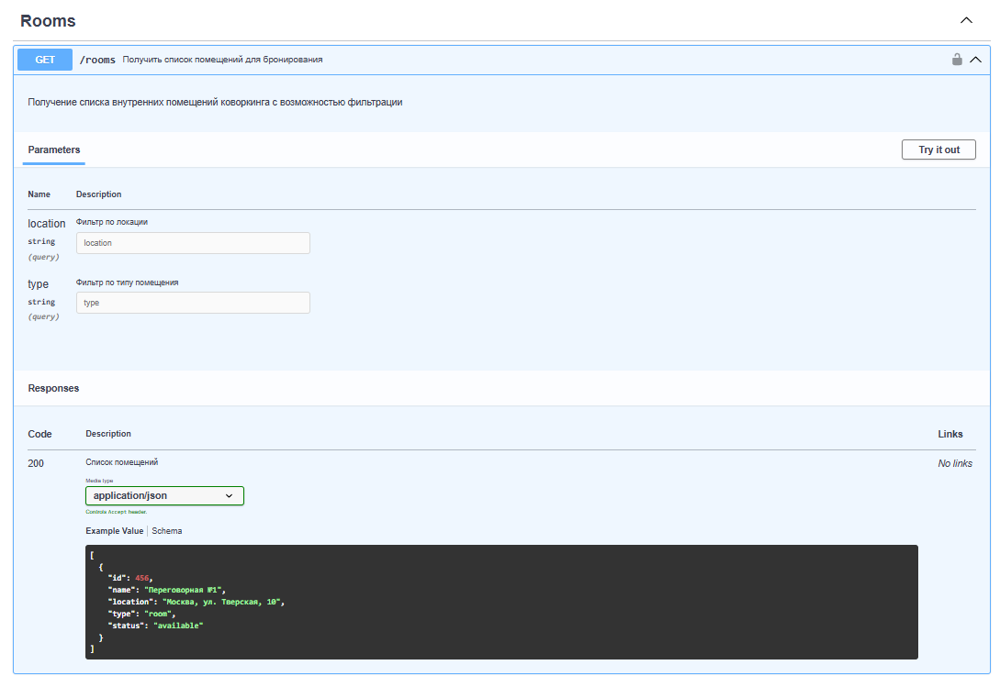 Rooms
GET /rooms Получить список помещений для бронирования
Получение списка внутренних помещений коворкинга с возможностью фильтрации
Parameters Try it out
Name Description
location Фильтр по локации
string location
(query)
type Фильтр по типу помещения
string type
(query)
Responses
Code Description Links
200 Список помещений No links
Media type
application/json
Controls Accept header.
Example Value Schema
[
{
"id": 456,
"name": "Переговорная №1",
"location": "Москва, ул. Тверская, 10",
"type": "room",
"status": "available"
}
]